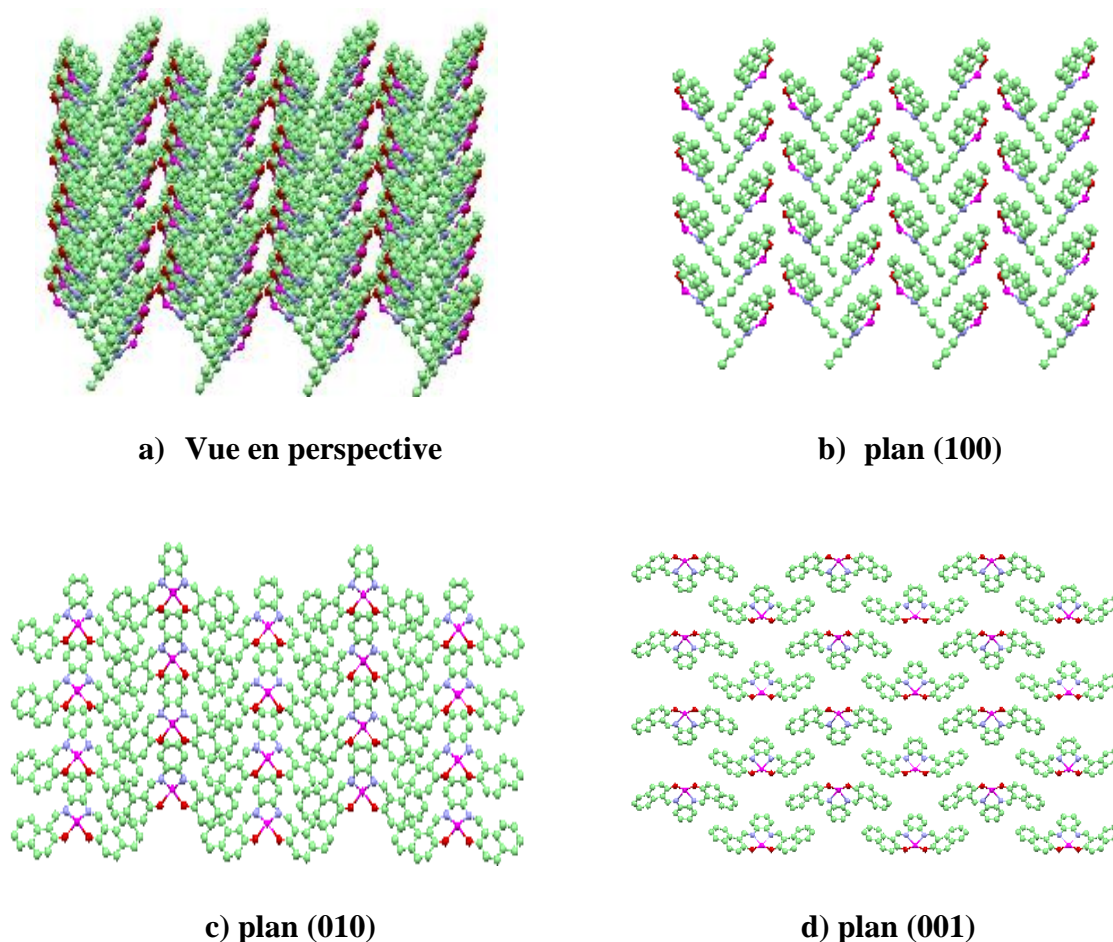 a) Vue en perspective
b) plan (100)
c) plan (010)
d) plan (001)